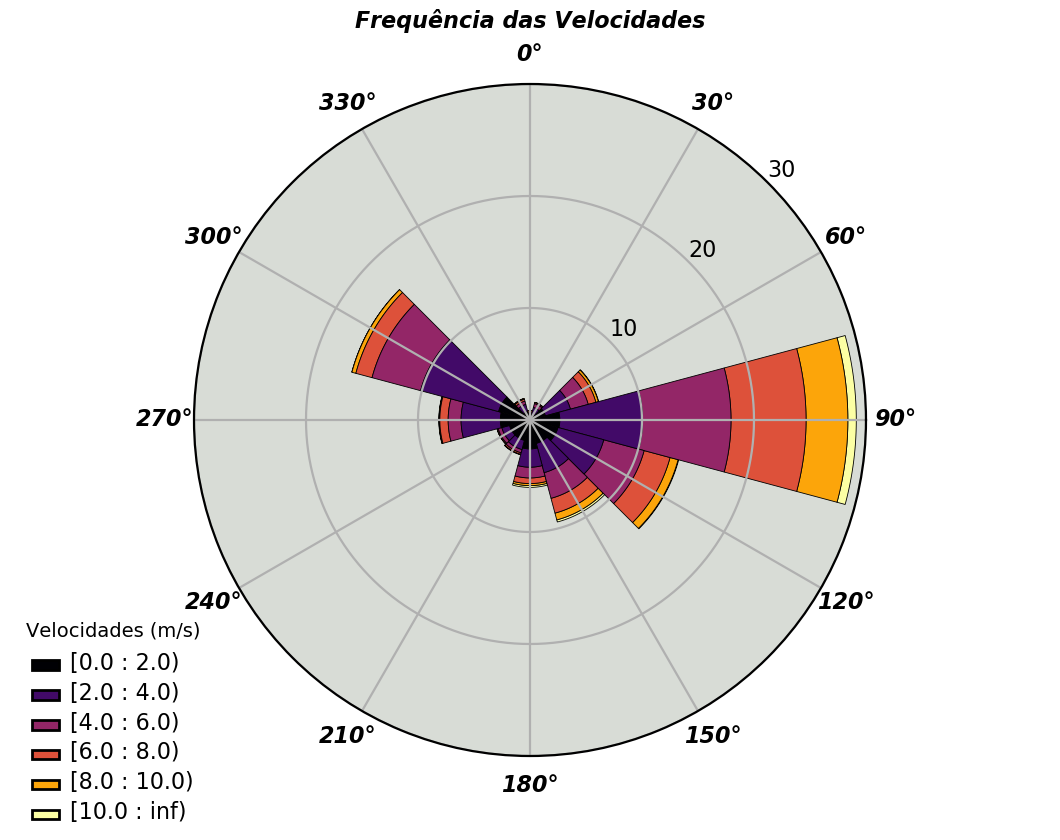 Frequência das Velocidades
0°
330°
30°
30
300°
60°
20
10
270°
90°
240°
120°
210°
150°
180°
Velocidades (m/s)
[0.0 : 2.0)
[2.0 : 4.0)
[4.0 : 6.0)
[6.0 : 8.0)
[8.0 : 10.0)
[10.0 : inf)